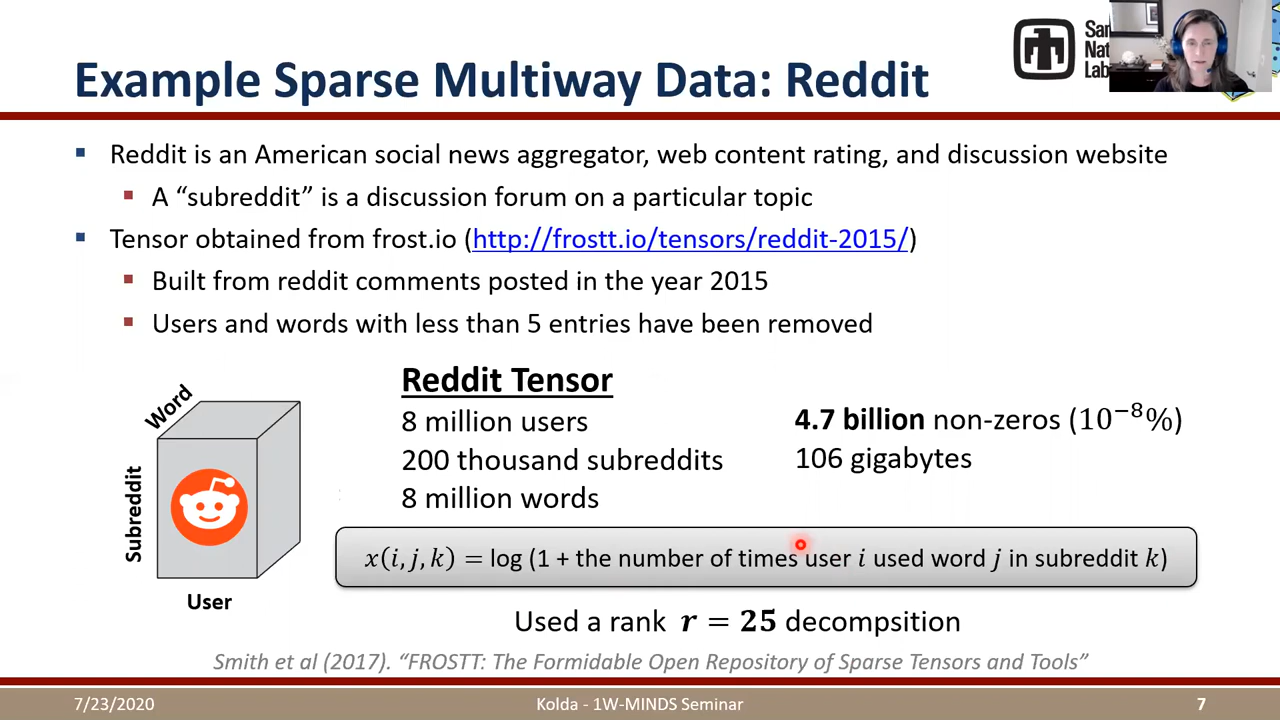 Example Sparse Multiway Data: Reddit
Reddit is an American social news aggregator, web content rating, and discussion website
A “subreddit” is a discussion forum on a particular topic
Tensor obtained from frost.io (http://frostt.io/tensors/reddit-2015/)
Built from reddit comments posted in the year 2015
Users and words with less than 5 entries have been removed
Word
Subreddit
User
Reddit Tensor
8 million users
200 thousand subreddits
8 million words
4.7 billion non-zeros (10⁻⁸%)
106 gigabytes
x(i, j, k) = log (1 + the number of times user i used word j in subreddit k)
Used a rank r = 25 decompsition
Smith et al (2017). “FROSTT: The Formidable Open Repository of Sparse Tensors and Tools”
7/23/2020
Kolda - 1W-MINDS Seminar
7